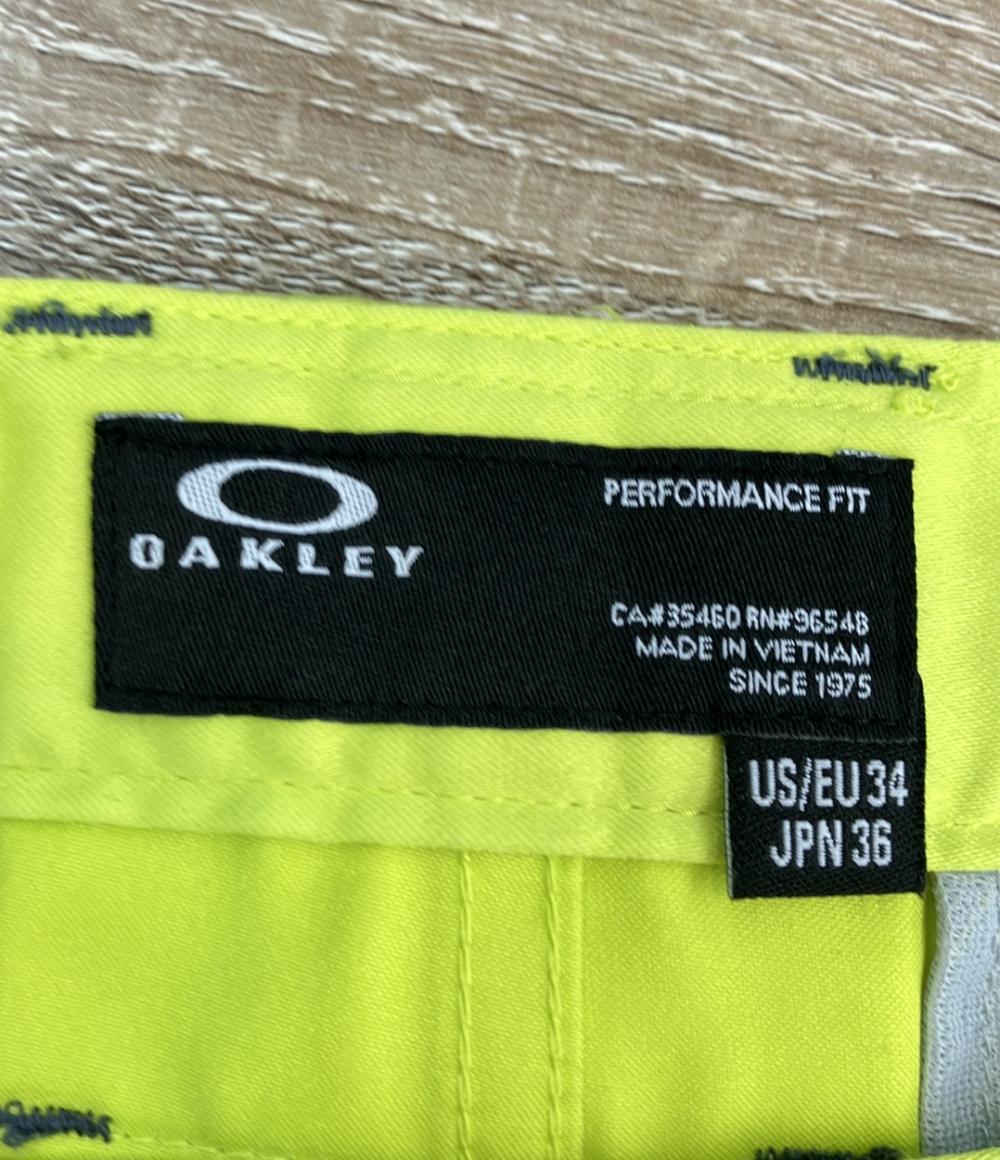 OAKLEY
PERFORMANCE FIT
CA#35460 RN#96548
MADE IN VIETNAM
SINCE 1975
US/EU 34
JPN 36